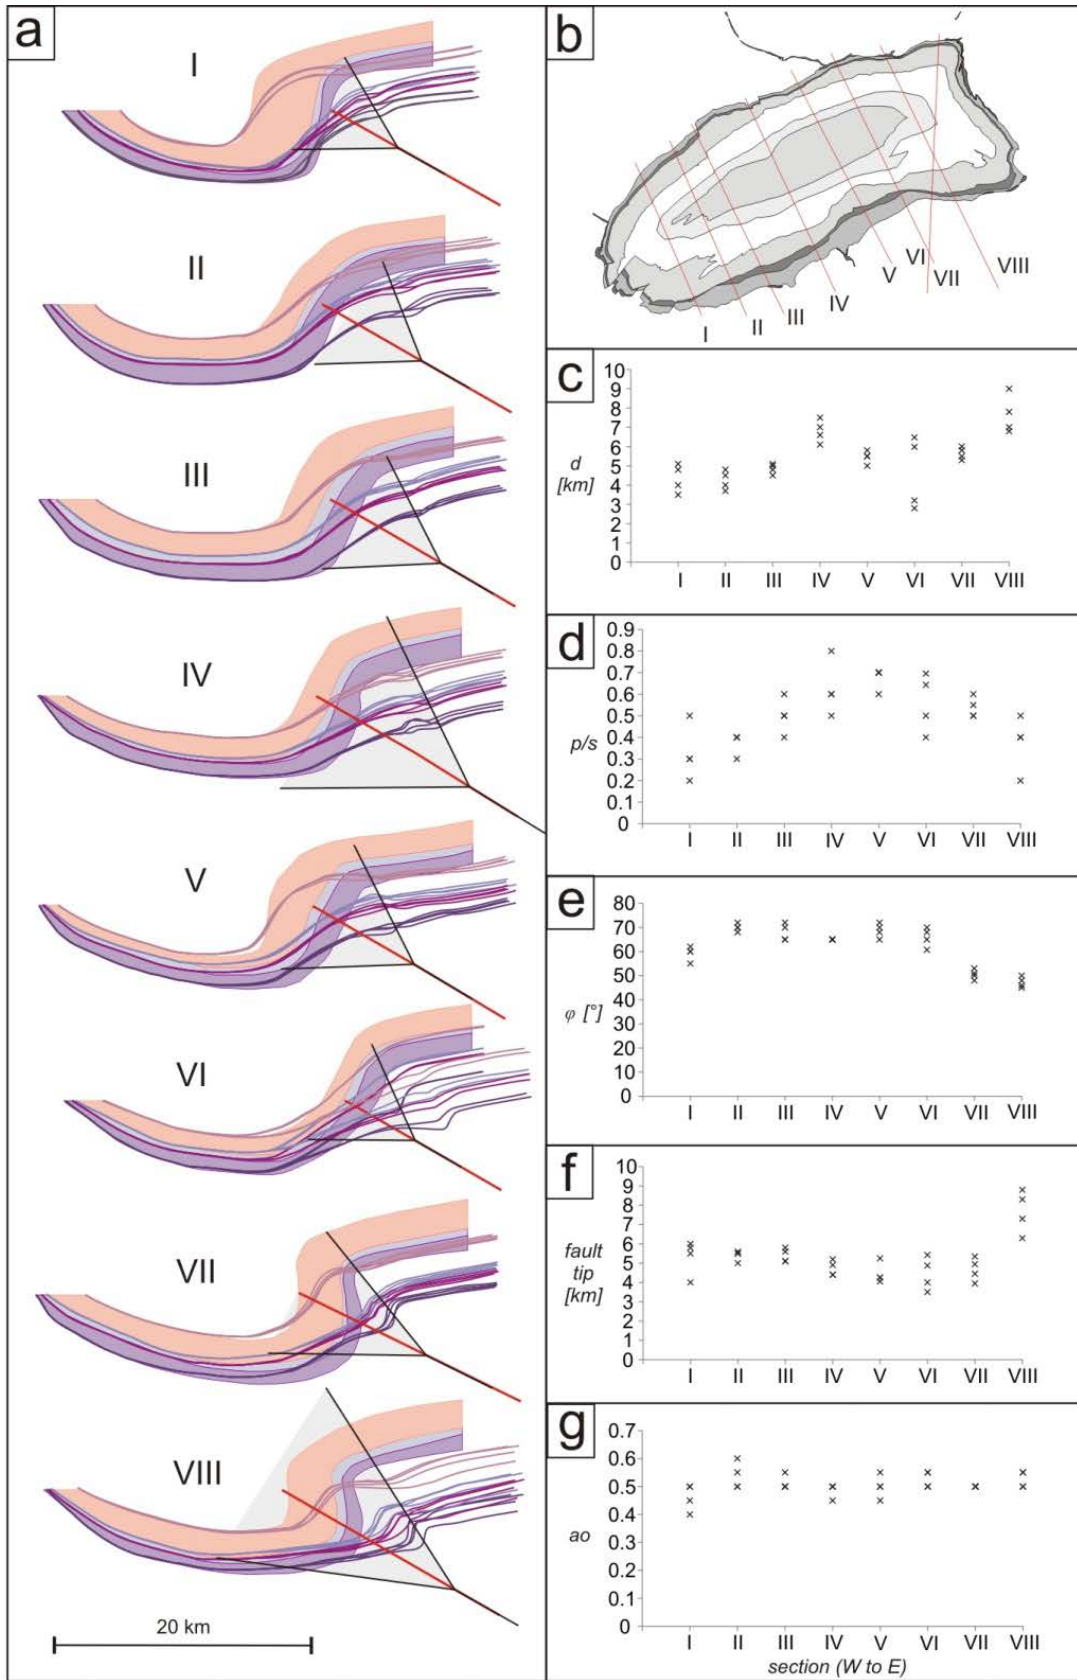 a
I
II
III
IV
V
VI
VII
VIII
20 km
b
I
II
III
IV
V
VI
VII
VIII
c
10
9
8
7
6
5
4
3
2
1
0
d
[km]
I II III IV V VI VII VIII
d
0.9
0.8
0.7
0.6
0.5
0.4
0.3
0.2
0.1
0
p/s
I II III IV V VI VII VIII
e
80
70
60
50
40
30
20
10
0
φ [°]
I II III IV V VI VII VIII
f
10
9
8
7
6
5
4
3
2
1
0
fault
tip
[km]
I II III IV V VI VII VIII
g
0.7
0.6
0.5
0.4
0.3
0.2
0.1
0
ao
I II III IV V VI VII VIII
section (W to E)